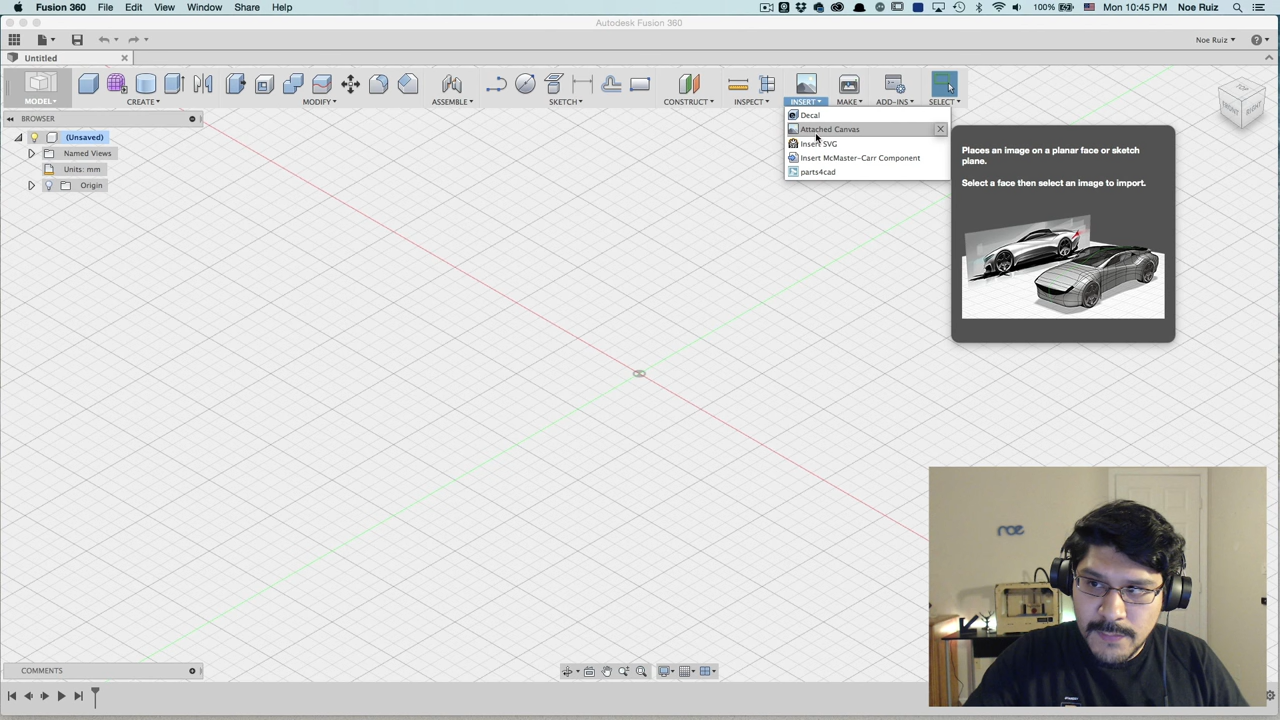 Fusion 360 File Edit View Window Share Help 100% Mon 10:45 PM Noe Ruiz
Autodesk Fusion 360
Noe Ruiz
Untitled
MODEL CREATE MODIFY ASSEMBLE SKETCH CONSTRUCT INSPECT INSERT MAKE ADD-INS SELECT
BROWSER
(Unsaved)
Named Views
Units: mm
Origin
Decal
Attached Canvas
Insert SVG
Insert McMaster-Carr Component
parts4cad
Places an image on a planar face or sketch
plane.
Select a face then select an image to import.
FRONT RIGHT
noe
COMMENTS